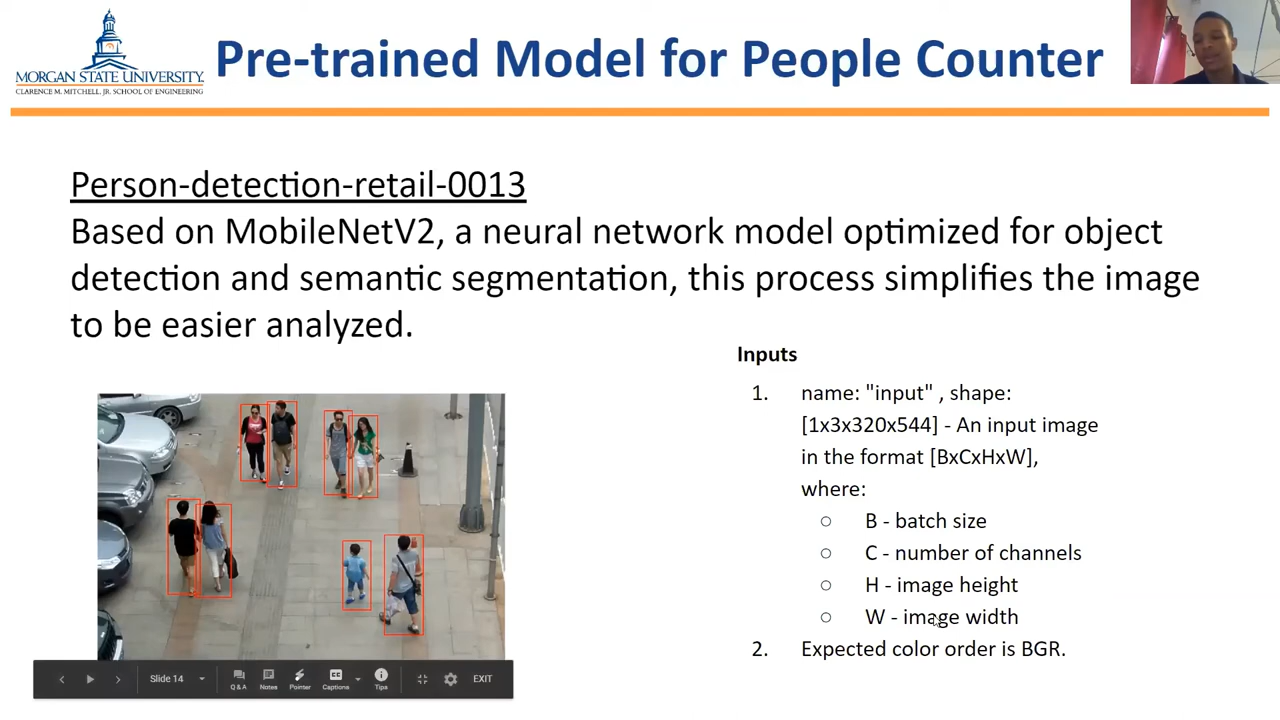 MORGAN STATE UNIVERSITY
CLARENCE M. MITCHELL, JR. SCHOOL OF ENGINEERING
Pre-trained Model for People Counter
Person-detection-retail-0013
Based on MobileNetV2, a neural network model optimized for object
detection and semantic segmentation, this process simplifies the image
to be easier analyzed.
Inputs
1. name: "input" , shape:
[1x3x320x544] - An input image
in the format [BxCxHxW],
where:
○ B - batch size
○ C - number of channels
○ H - image height
○ W - image width
2. Expected color order is BGR.
Slide 14
Q & A
Notes
Pointer
Captions
Tips
EXIT